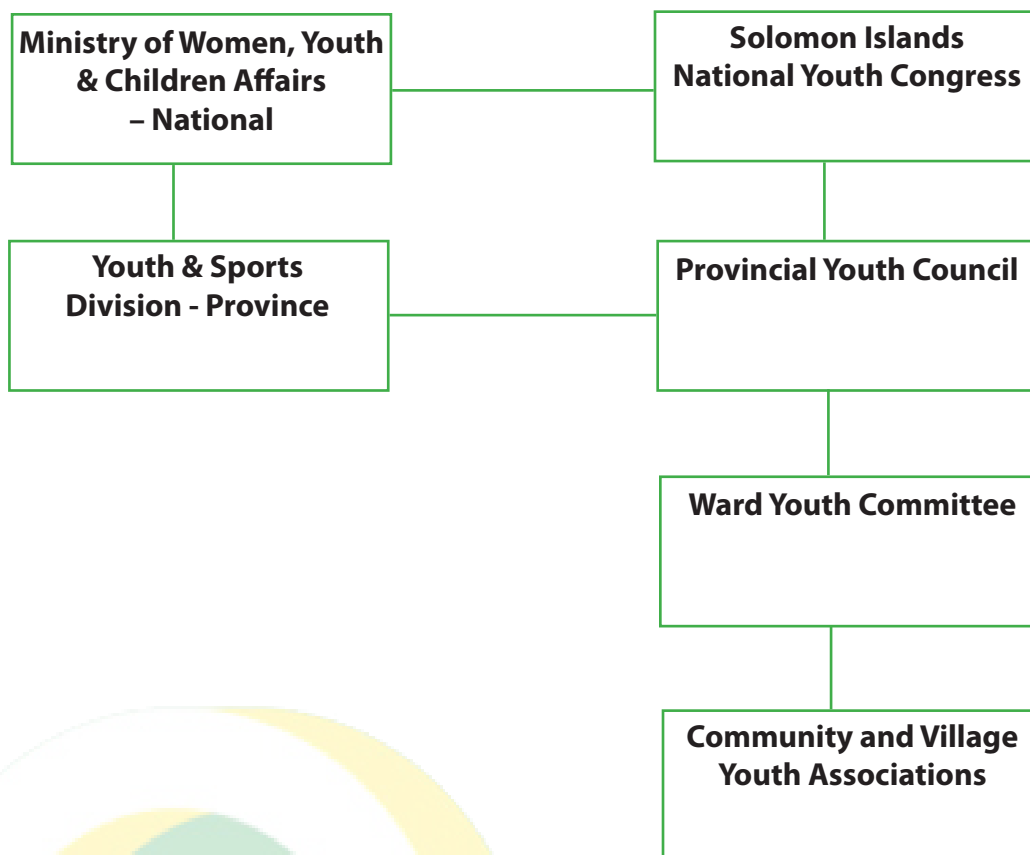 Ministry of Women, Youth
& Children Affairs
– National
Solomon Islands
National Youth Congress
Youth & Sports
Division - Province
Provincial Youth Council
Ward Youth Committee
Community and Village
Youth Associations